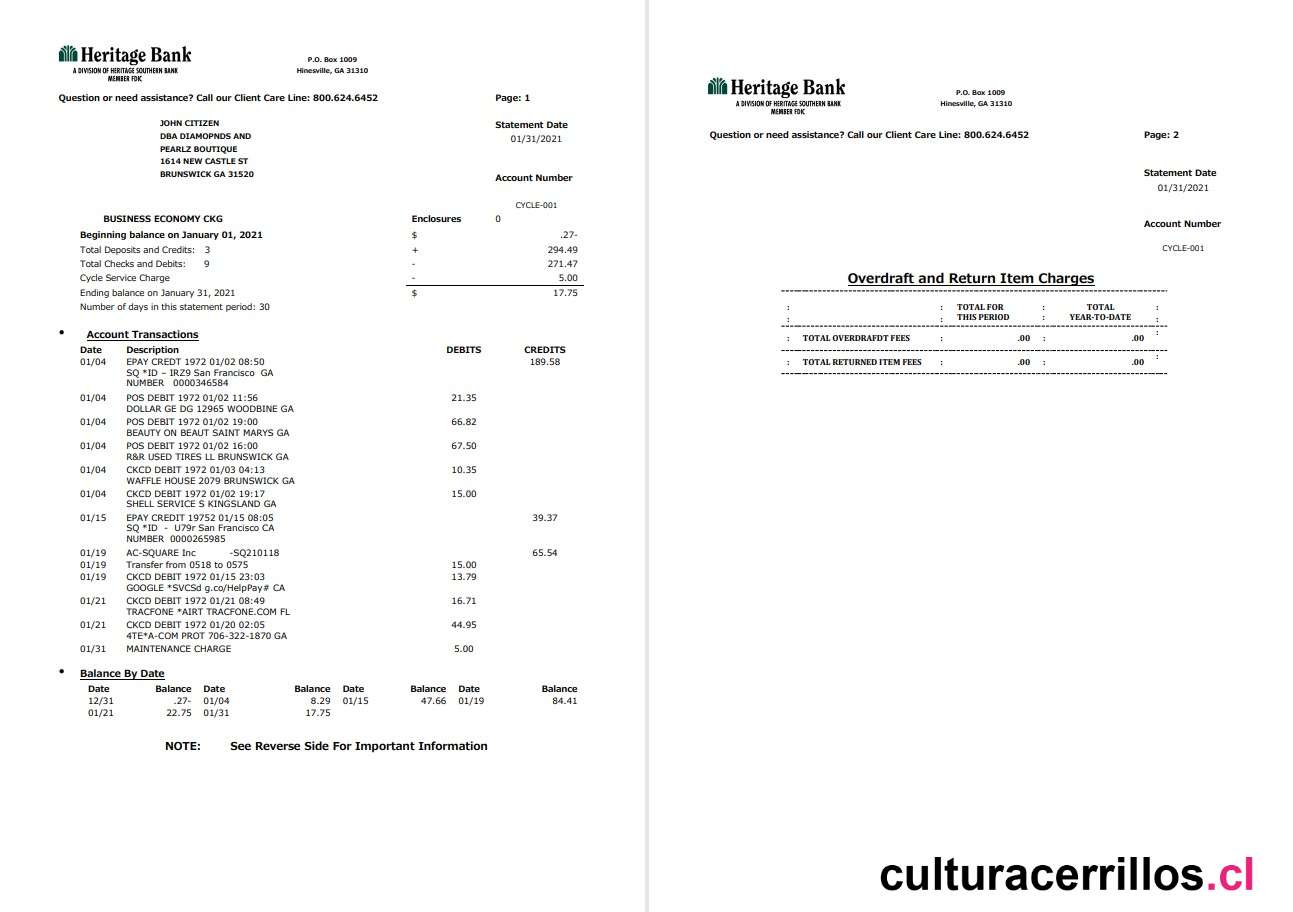 Heritage Bank
A DIVISION OF HERITAGE SOUTHERN BANK
MEMBER FDIC
P.O. Box 1009
Hinesville, GA 31310
Question or need assistance? Call our Client Care Line: 800.624.6452 Page: 1
JOHN CITIZEN
DBA DIAMOPNDS AND
PEARLZ BOUTIQUE
1614 NEW CASTLE ST
BRUNSWICK GA 31520
Statement Date
01/31/2021
Account Number
CYCLE-001
BUSINESS ECONOMY CKG Enclosures 0
Beginning balance on January 01, 2021 $ .27-
Total Deposits and Credits: 3 + 294.49
Total Checks and Debits: 9 - 271.47
Cycle Service Charge - 5.00
Ending balance on January 31, 2021 $ 17.75
Number of days in this statement period: 30
• Account Transactions
Date Description DEBITS CREDITS
01/04 EPAY CREDT 1972 01/02 08:50 189.58
SQ *ID – IRZ9 San Francisco GA
NUMBER 0000346584
01/04 POS DEBIT 1972 01/02 11:56 21.35
DOLLAR GE DG 12965 WOODBINE GA
01/04 POS DEBIT 1972 01/02 19:00 66.82
BEAUTY ON BEAUT SAINT MARYS GA
01/04 POS DEBIT 1972 01/02 16:00 67.50
R&R USED TIRES LL BRUNSWICK GA
01/04 CKCD DEBIT 1972 01/03 04:13 10.35
WAFFLE HOUSE 2079 BRUNSWICK GA
01/04 CKCD DEBIT 1972 01/02 19:17 15.00
SHELL SERVICE S KINGSLAND GA
01/15 EPAY CREDIT 19752 01/15 08:05 39.37
SQ *ID - U79r San Francisco CA
NUMBER 0000265985
01/19 AC-SQUARE Inc -SQ210118 65.54
01/19 Transfer from 0518 to 0575 15.00
01/19 CKCD DEBIT 1972 01/15 23:03 13.79
GOOGLE *SVCSd g.co/HelpPay# CA
01/21 CKCD DEBIT 1972 01/21 08:49 16.71
TRACFONE *AIRT TRACFONE.COM FL
01/21 CKCD DEBIT 1972 01/20 02:05 44.95
4TE*A-COM PROT 706-322-1870 GA
01/31 MAINTENANCE CHARGE 5.00
• Balance By Date
Date Balance Date Balance Date Balance Date Balance
12/31 .27- 01/04 8.29 01/15 47.66 01/19 84.41
01/21 22.75 01/31 17.75
NOTE: See Reverse Side For Important Information
Heritage Bank
A DIVISION OF HERITAGE SOUTHERN BANK
MEMBER FDIC
P.O. Box 1009
Hinesville, GA 31310
Question or need assistance? Call our Client Care Line: 800.624.6452 Page: 2
Statement Date
01/31/2021
Account Number
CYCLE-001
Overdraft and Return Item Charges
: : TOTAL FOR : TOTAL :
: : THIS PERIOD : YEAR-TO-DATE :
: TOTAL OVERDRAFDT FEES : .00 : .00 :
: TOTAL RETURNED ITEM FEES : .00 : .00 :
culturacerrillos.cl